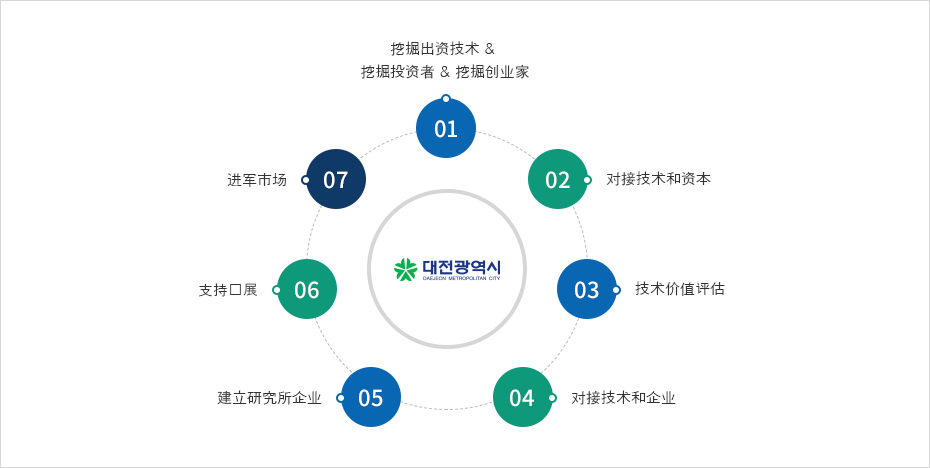 挖掘出资技术 &
挖掘投资者 & 挖掘创业家
01
02
对接技术和资本
03
技术价值评估
04
对接技术和企业
05
建立研究所企业
06
支持口展
07
进军市场
대전광역시
DAEJEON METROPOLITAN CITY